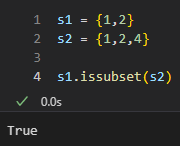 1 s1 = {1,2}
2 s2 = {1,2,4}
3
4 s1.issubset(s2)
✓ 0.0s
True